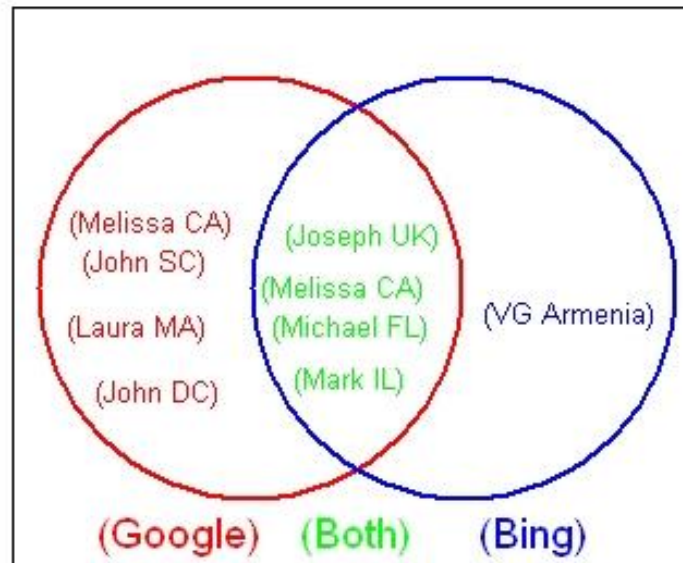 (Melissa CA)
(John SC)
(Laura MA)
(John DC)
(Joseph UK)
(Melissa CA)
(Michael FL)
(Mark IL)
(VG Armenia)
(Google) (Both) (Bing)